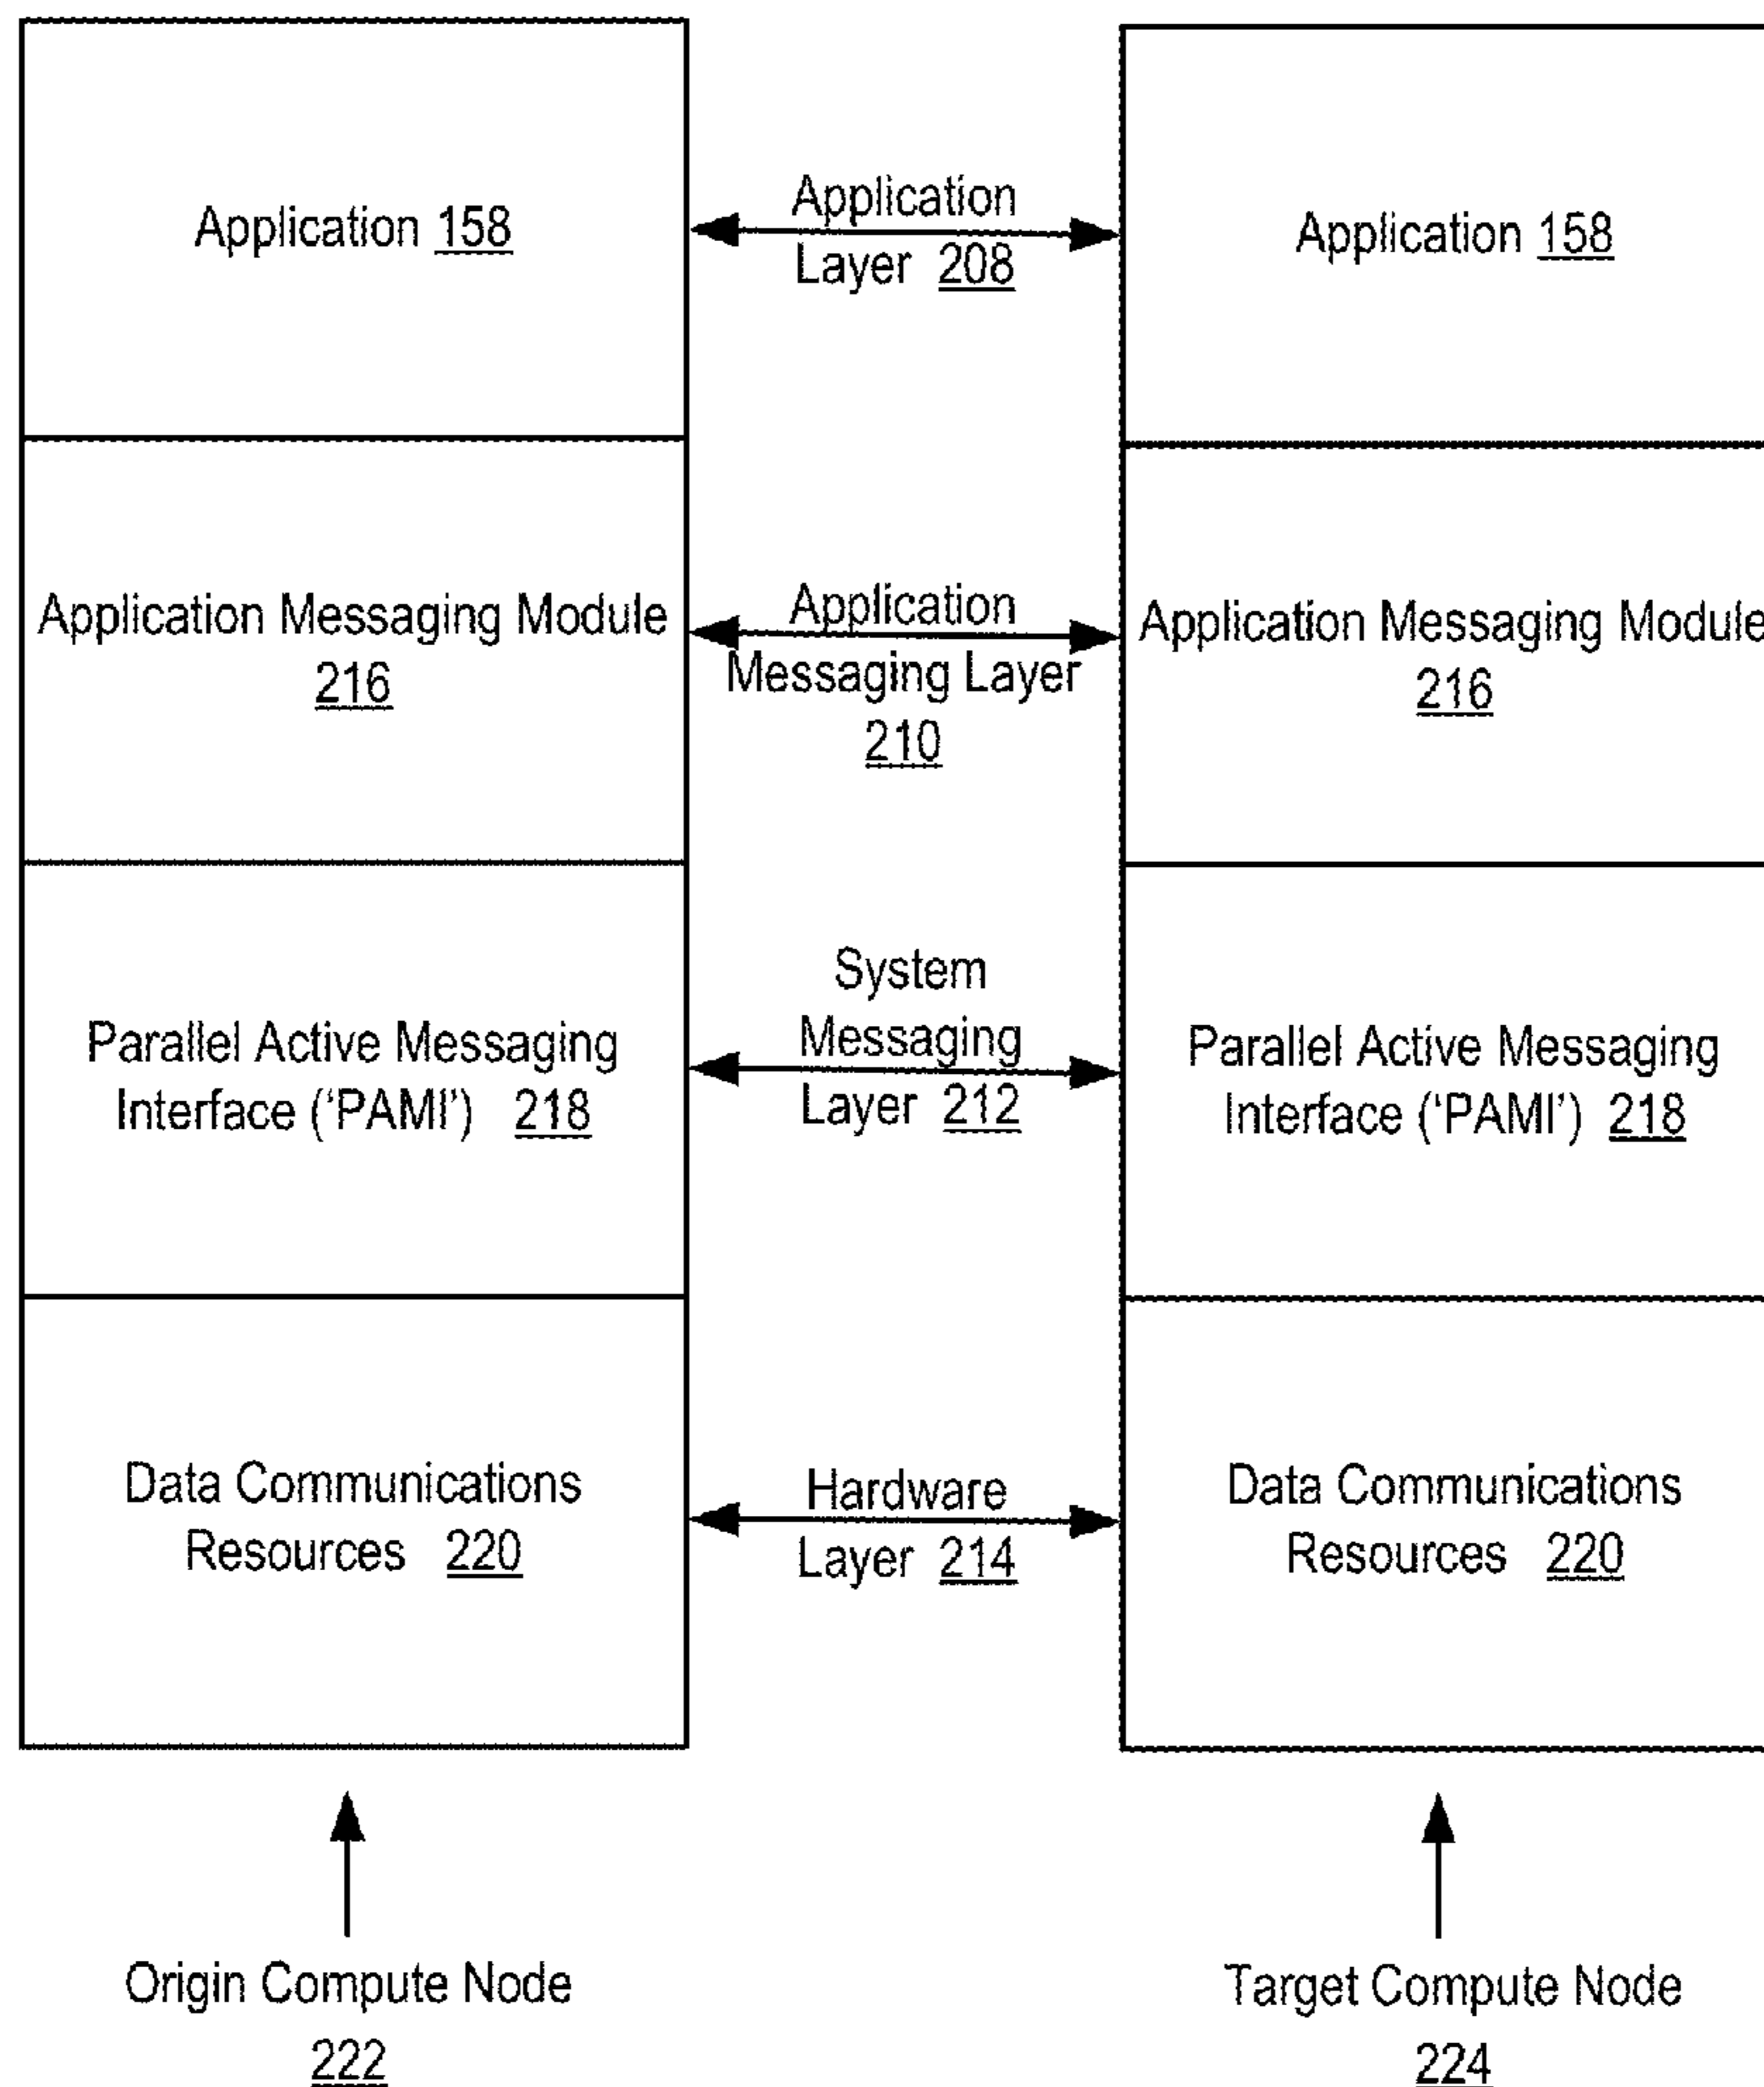 Application 158
Application
Layer 208
Application 158
Application Messaging Module
216
Application
Messaging Layer
210
Application Messaging Module
216
Parallel Active Messaging
Interface (‘PAMI’) 218
System
Messaging
Layer 212
Parallel Active Messaging
Interface (‘PAMI’) 218
Data Communications
Resources 220
Hardware
Layer 214
Data Communications
Resources 220
Origin Compute Node
222
Target Compute Node
224